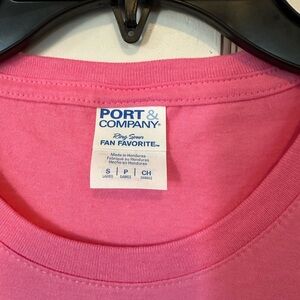 PORT &
COMPANY
Ring Spun
FAN FAVORITE™
Made in Honduras
Fabriqué au Honduras
Hecho en Honduras
S | P | CH